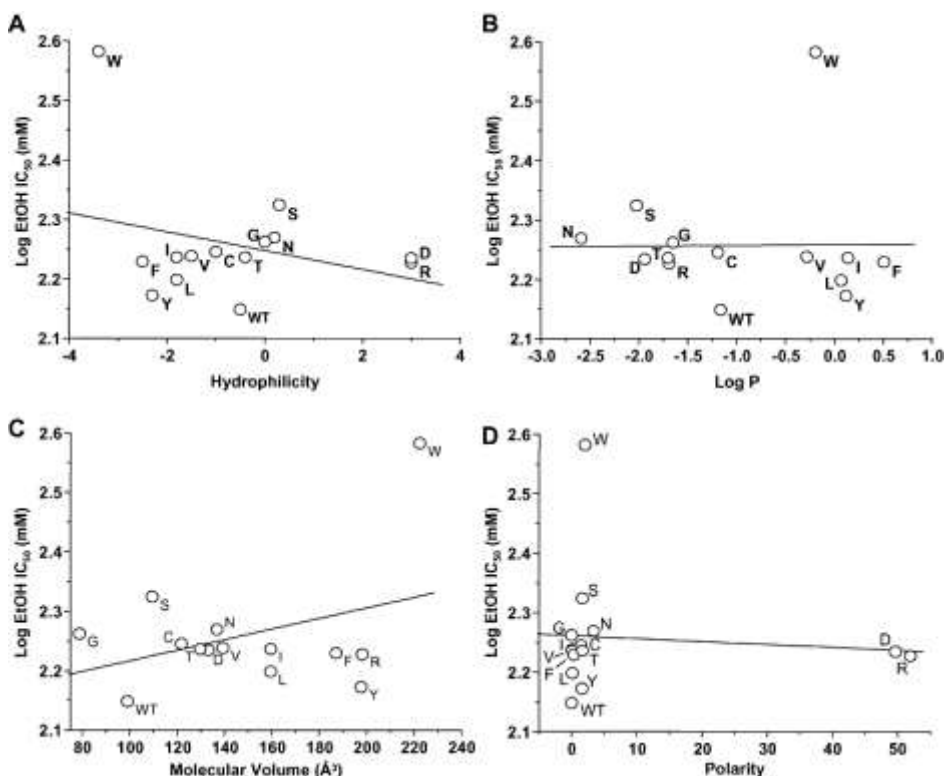 A
Log EtOH IC50 (mM)
2.6
2.5
2.4
2.3
2.2
2.1
W
S
G
N
D
R
I
V
C
T
F
L
Y
WT
-4
-2
0
2
4
Hydrophilicity
B
Log EtOH IC50 (mM)
2.6
2.5
2.4
2.3
2.2
2.1
W
S
N
G
T
D
R
C
V
I
F
L
Y
WT
-3.0
-2.5
-2.0
-1.5
-1.0
-0.5
0.0
0.5
1.0
Log P
C
Log EtOH IC50 (mM)
2.6
2.5
2.4
2.3
2.2
2.1
W
S
G
N
C
T
D
V
I
F
R
L
Y
WT
80
100
120
140
160
180
200
220
240
Molecular Volume (Å³)
D
Log EtOH IC50 (mM)
2.6
2.5
2.4
2.3
2.2
2.1
W
S
G
N
I
C
V
T
F
L
Y
WT
D
R
0
10
20
30
40
50
Polarity